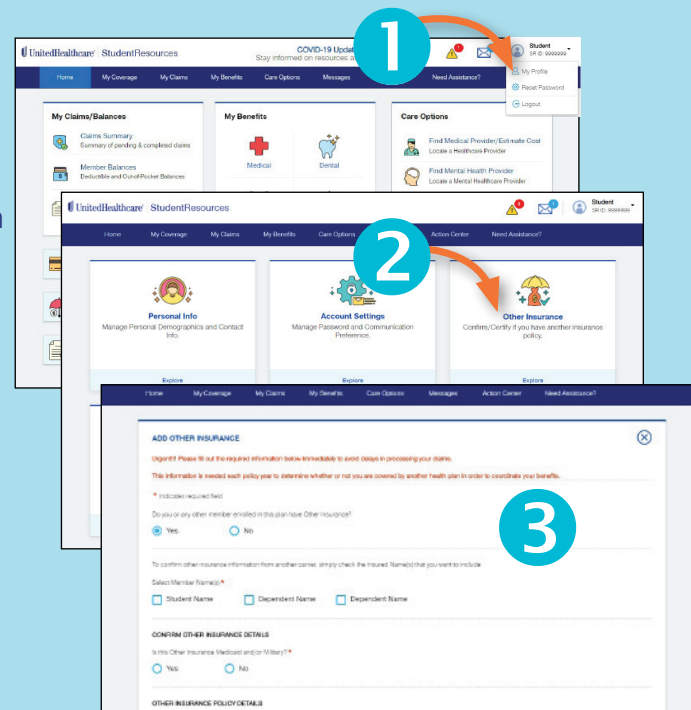 1
UnitedHealthcare StudentResources
COVID-19 Updat
Stay informed on resources a
Student
SR ID: 9999999
Home My Coverage My Claims My Benefits Care Options Messages Need Assistance?
My Profile
Reset Password
Logout
My Claims/Balances
Claims Summary
Summary of pending & completed claims
Member Balances
Deductible and Out-of-Pocket Balances
My Benefits
Medical Dental
Care Options
Find Medical Provider/Estimate Cost
Locate a Healthcare Provider
Find Mental Health Provider
Locate a Mental Healthcare Provider
2
UnitedHealthcare StudentResources
Student
SR ID: 9999999
Home My Coverage My Claims My Benefits Care Options Action Center Need Assistance?
Personal Info
Manage Personal Demographics and Contact
Info.
Explore
Account Settings
Manage Password and Communication
Preference.
Explore
Other Insurance
Confirm/Certify if you have another insurance
policy.
Explore
3
Home My Coverage My Claims My Benefits Care Options Messages Action Center Need Assistance?
ADD OTHER INSURANCE
Urgent!!! Please fill out the required information below immediately to avoid delays in processing your claims.
This information is needed each policy year to determine whether or not you are covered by another health plan in order to coordinate your benefits.
* Indicates required field
Do you or any other member enrolled in this plan have Other Insurance?
Yes No
To confirm other insurance information from another carrier, simply check the Insured Name(s) that you want to include
Select Member Name(s)*
Student Name Dependent Name Dependent Name
CONFIRM OTHER INSURANCE DETAILS
Is this Other Insurance Medicaid and/or Military?*
Yes No
OTHER INSURANCE POLICY DETAILS